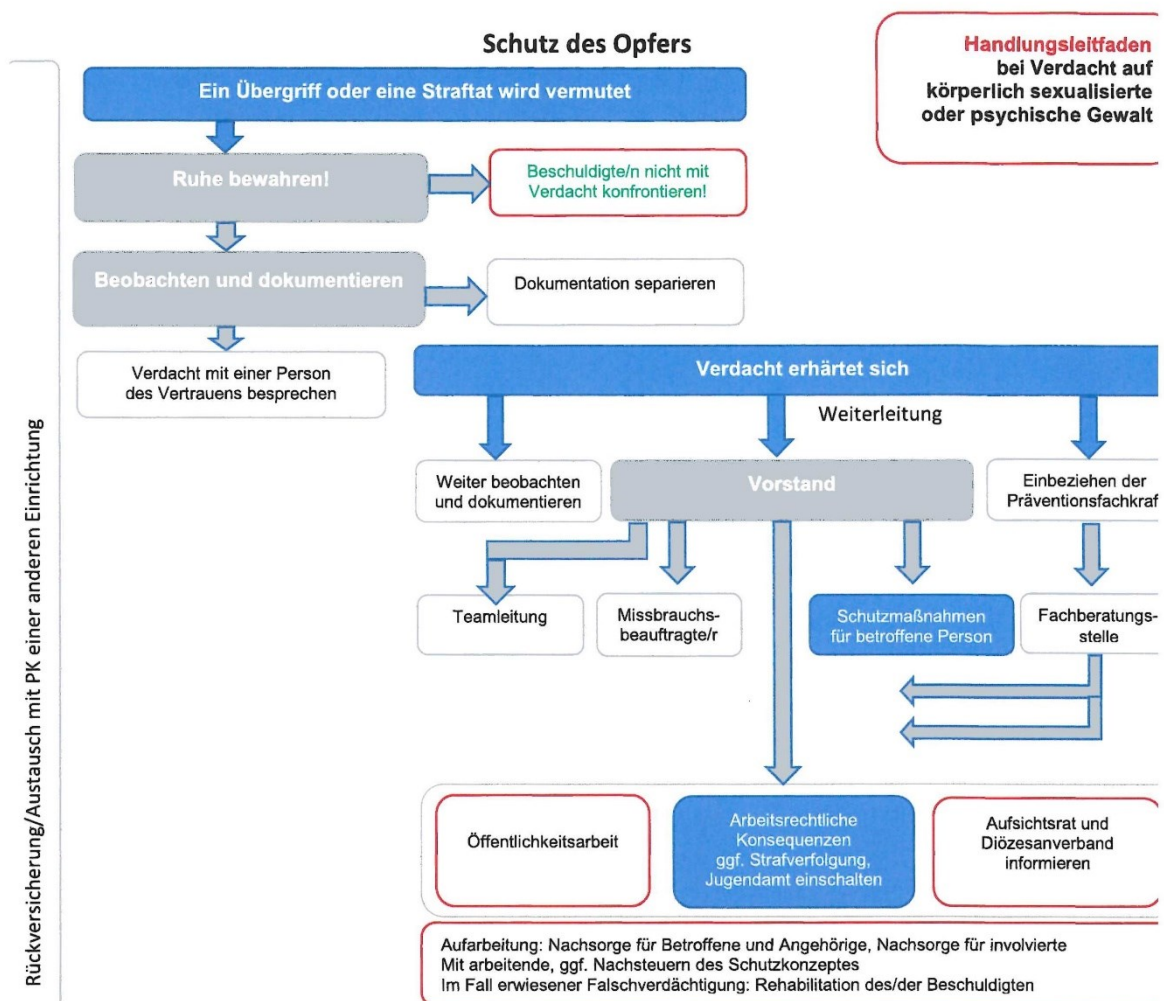 Schutz des Opfers
Handlungsleitfaden
bei Verdacht auf
körperlich sexualisierte
oder psychische Gewalt
Ein Übergriff oder eine Straftat wird vermutet
Ruhe bewahren!
Beschuldigte/n nicht mit
Verdacht konfrontieren!
Beobachten und dokumentieren
Dokumentation separieren
Verdacht mit einer Person
des Vertrauens besprechen
Verdacht erhärtet sich
Weiterleitung
Weiter beobachten
und dokumentieren
Vorstand
Einbeziehen der
Präventionsfachkraf
Teamleitung
Missbrauchs-
beauftragte/r
Schutzmaßnahmen
für betroffene Person
Fachberatungs-
stelle
Öffentlichkeitsarbeit
Arbeitsrechtliche
Konsequenzen
ggf. Strafverfolgung,
Jugendamt einschalten
Aufsichtsrat und
Diözesanverband
informieren
Aufarbeitung: Nachsorge für Betroffene und Angehörige, Nachsorge für involvierte
Mit arbeitende, ggf. Nachsteuern des Schutzkonzeptes
Im Fall erwiesener Falschverdächtigung: Rehabilitation des/der Beschuldigten
Rückversicherung/Austausch mit PK einer anderen Einrichtung